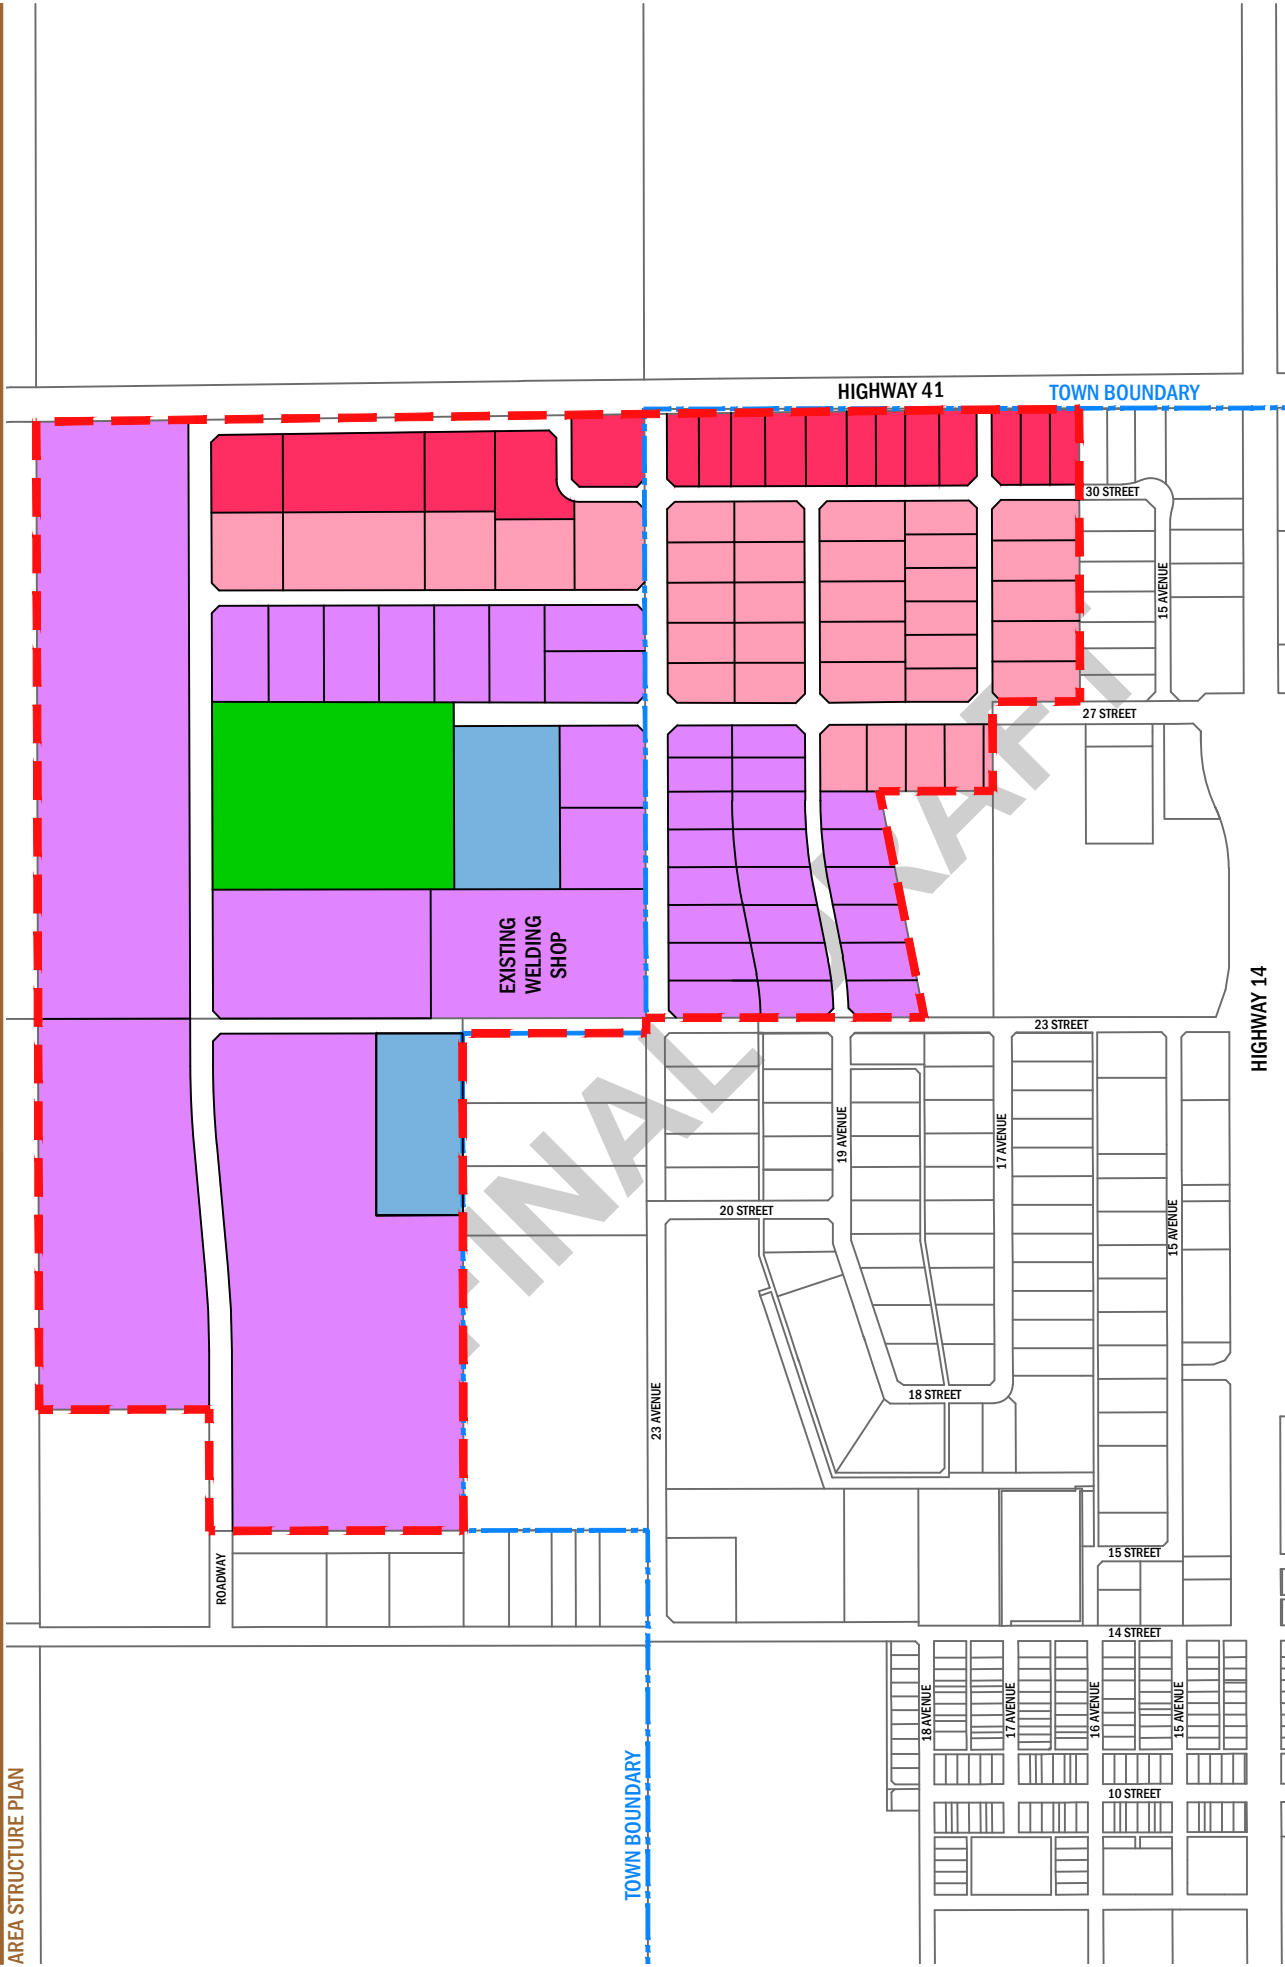 HIGHWAY 41
TOWN BOUNDARY
30 STREET
15 AVENUE
27 STREET
EXISTING
WELDING
SHOP
HIGHWAY 14
23 STREET
19 AVENUE
17 AVENUE
20 STREET
15 AVENUE
18 STREET
23 AVENUE
15 STREET
ROADWAY
14 STREET
18 AVENUE
17 AVENUE
16 AVENUE
15 AVENUE
10 STREET
TOWN BOUNDARY
AREA STRUCTURE PLAN
FINAL DRAFT